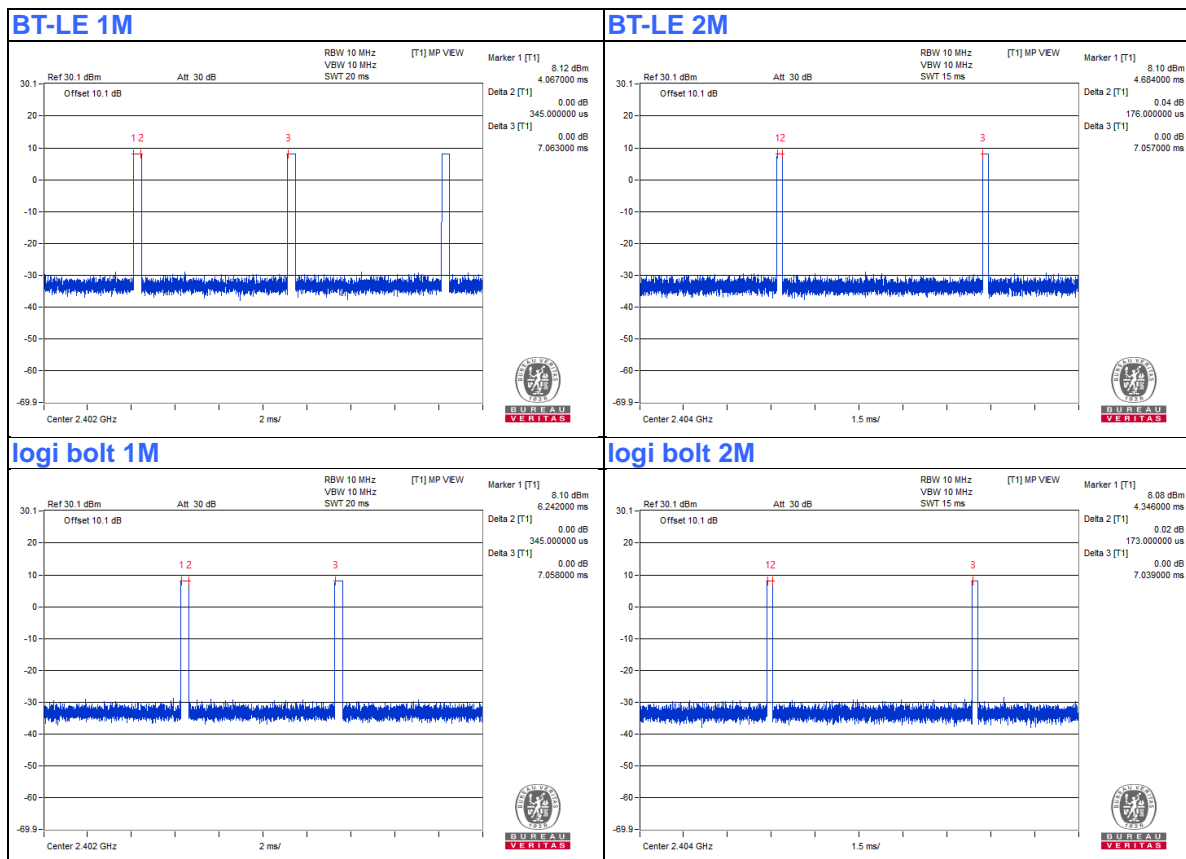 BT-LE 1M
RBW 10 MHz
VBW 10 MHz
SWT 20 ms
[T1] MP VIEW
Ref 30.1 dBm
Att 30 dB
Offset 10.1 dB
Marker 1 [T1]
8.12 dBm
4.067000 ms
Delta 2 [T1]
0.00 dB
345.000000 us
Delta 3 [T1]
0.00 dB
7.063000 ms
30.1
20
10
0
-10
-20
-30
-40
-50
-60
-69.9
1 2
3
Center 2.402 GHz
2 ms/
BUREAU VERITAS
1828
BUREAU
VERITAS
BT-LE 2M
RBW 10 MHz
VBW 10 MHz
SWT 15 ms
[T1] MP VIEW
Ref 30.1 dBm
Att 30 dB
Offset 10.1 dB
Marker 1 [T1]
8.10 dBm
4.684000 ms
Delta 2 [T1]
0.04 dB
176.000000 us
Delta 3 [T1]
0.00 dB
7.057000 ms
30.1
20
10
0
-10
-20
-30
-40
-50
-60
-69.9
12
3
Center 2.404 GHz
1.5 ms/
BUREAU VERITAS
1828
BUREAU
VERITAS
logi bolt 1M
RBW 10 MHz
VBW 10 MHz
SWT 20 ms
[T1] MP VIEW
Ref 30.1 dBm
Att 30 dB
Offset 10.1 dB
Marker 1 [T1]
8.10 dBm
6.242000 ms
Delta 2 [T1]
0.00 dB
345.000000 us
Delta 3 [T1]
0.00 dB
7.058000 ms
30.1
20
10
0
-10
-20
-30
-40
-50
-60
-69.9
1 2
3
Center 2.402 GHz
2 ms/
BUREAU VERITAS
1828
BUREAU
VERITAS
logi bolt 2M
RBW 10 MHz
VBW 10 MHz
SWT 15 ms
[T1] MP VIEW
Ref 30.1 dBm
Att 30 dB
Offset 10.1 dB
Marker 1 [T1]
8.08 dBm
4.346000 ms
Delta 2 [T1]
0.02 dB
173.000000 us
Delta 3 [T1]
0.00 dB
7.039000 ms
30.1
20
10
0
-10
-20
-30
-40
-50
-60
-69.9
12
3
Center 2.404 GHz
1.5 ms/
BUREAU VERITAS
1828
BUREAU
VERITAS